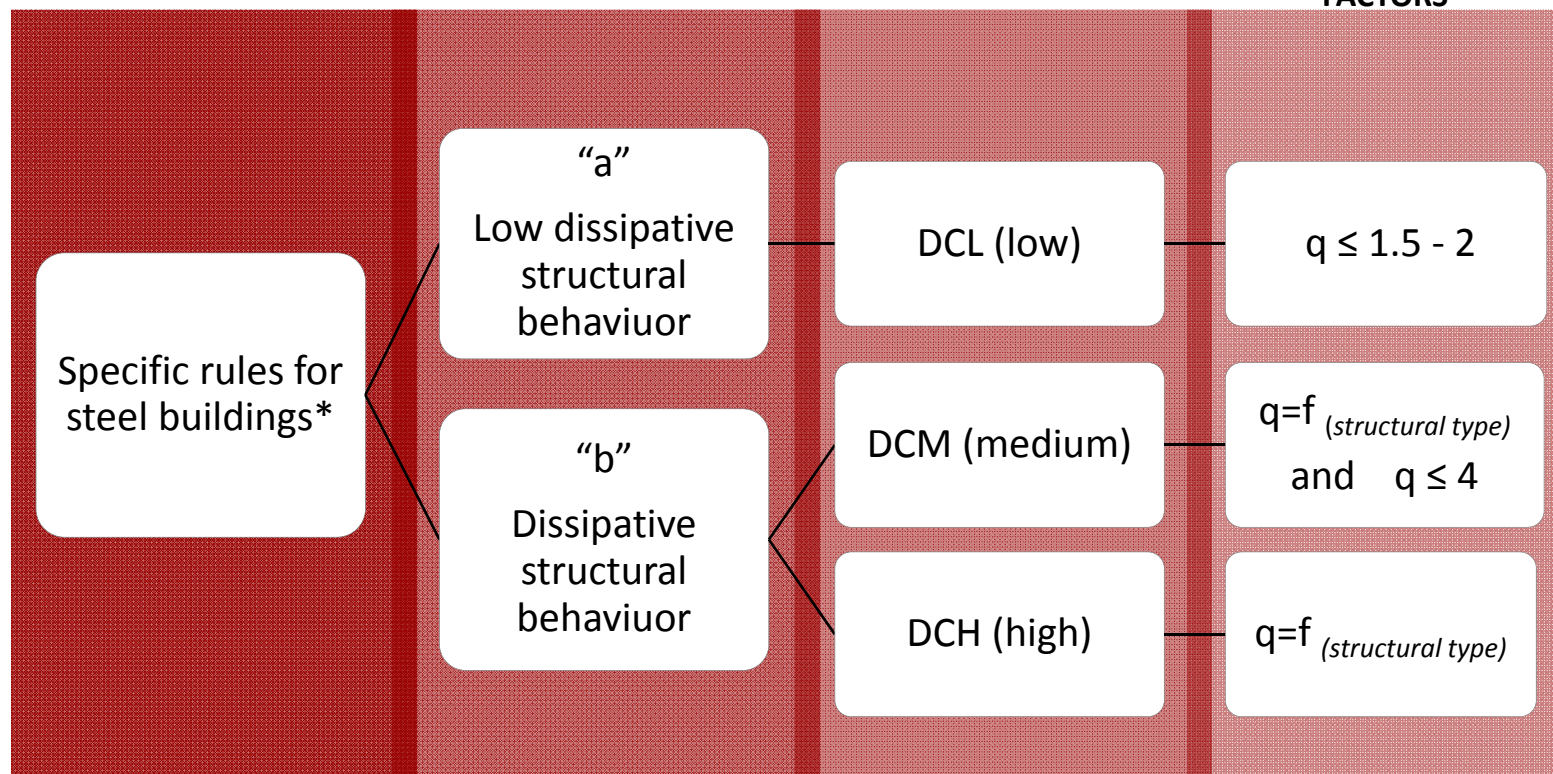 FACTORS
Specific rules for
steel buildings*
“a”
Low dissipative
structural
behaviuor
“b”
Dissipative
structural
behaviuor
DCL (low)
DCM (medium)
DCH (high)
q ≤ 1.5 - 2
q=f (structural type)
and q ≤ 4
q=f (structural type)